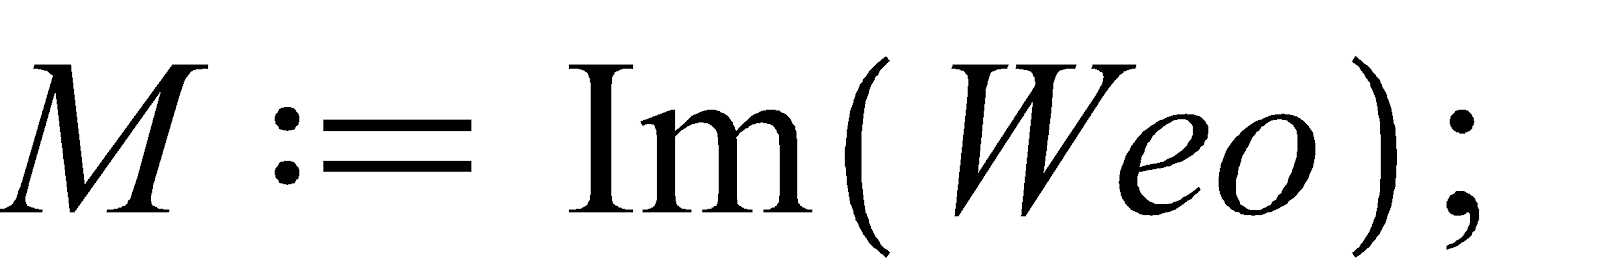 M := Im(Weo);